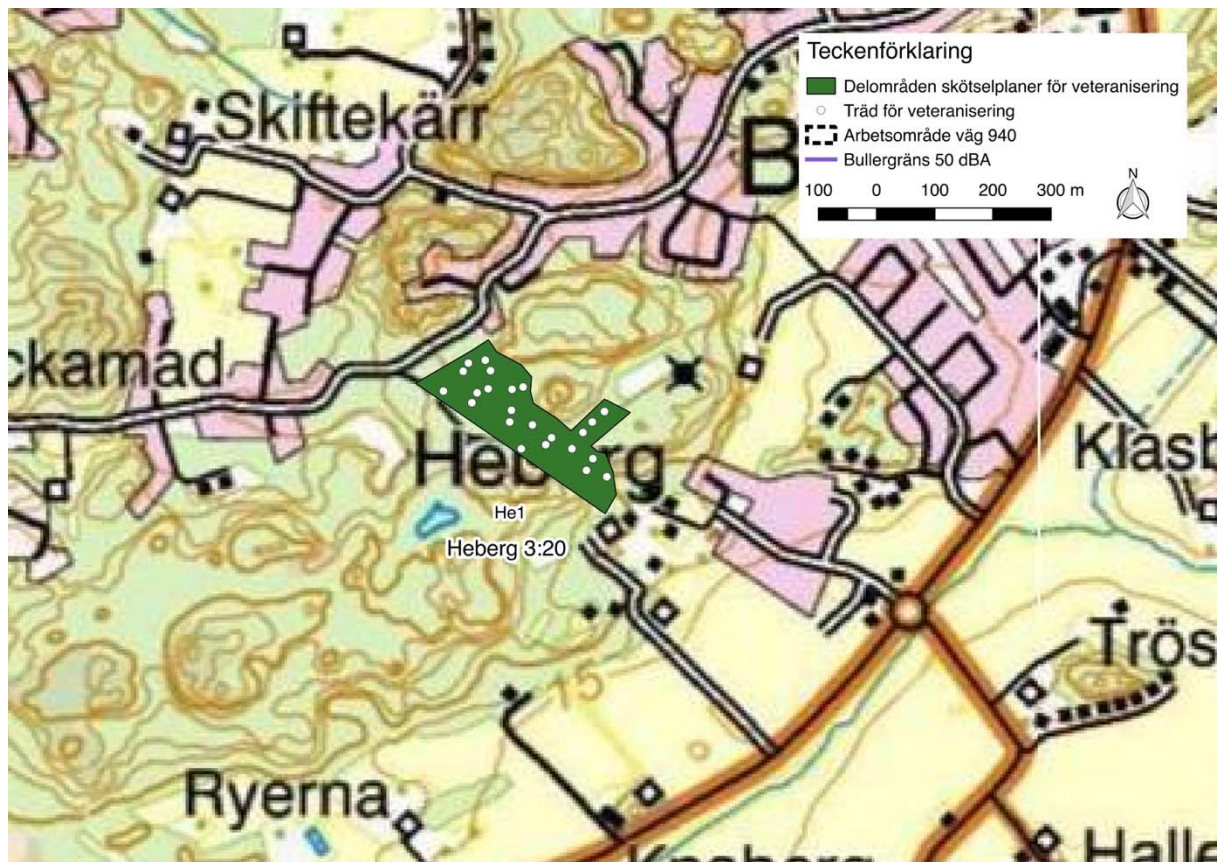 Teckenförklaring
Delområden skötselplaner för veteranisering
Träd för veteranisering
Arbetsområde väg 940
Bullergräns 50 dBA
100 0 100 200 300 m
N
Skiftekärr
B
ckamad
Heberg
Kläsb
He1
Heberg 3:20
Trös
15
Ryerna
Halle